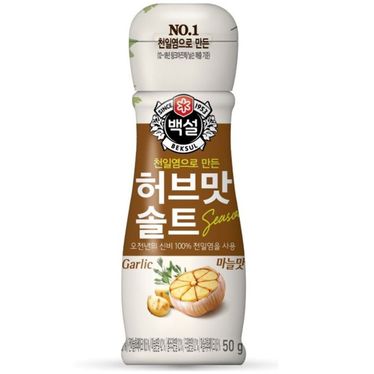 NO.1
천일염으로 만든
SINCE 1953
백설
BEKSUL
천일염으로 만든
허브맛
솔트 Season
오천년의 신비 100% 천일염을 사용
Garlic 마늘맛
50 g